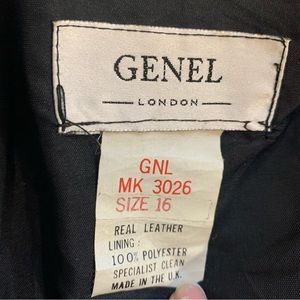 GENEL
LONDON
GNL
MK 3026
SIZE 16
REAL LEATHER
LINING :
100% POLYESTER
SPECIALIST CLEAN
MADE IN THE U.K.